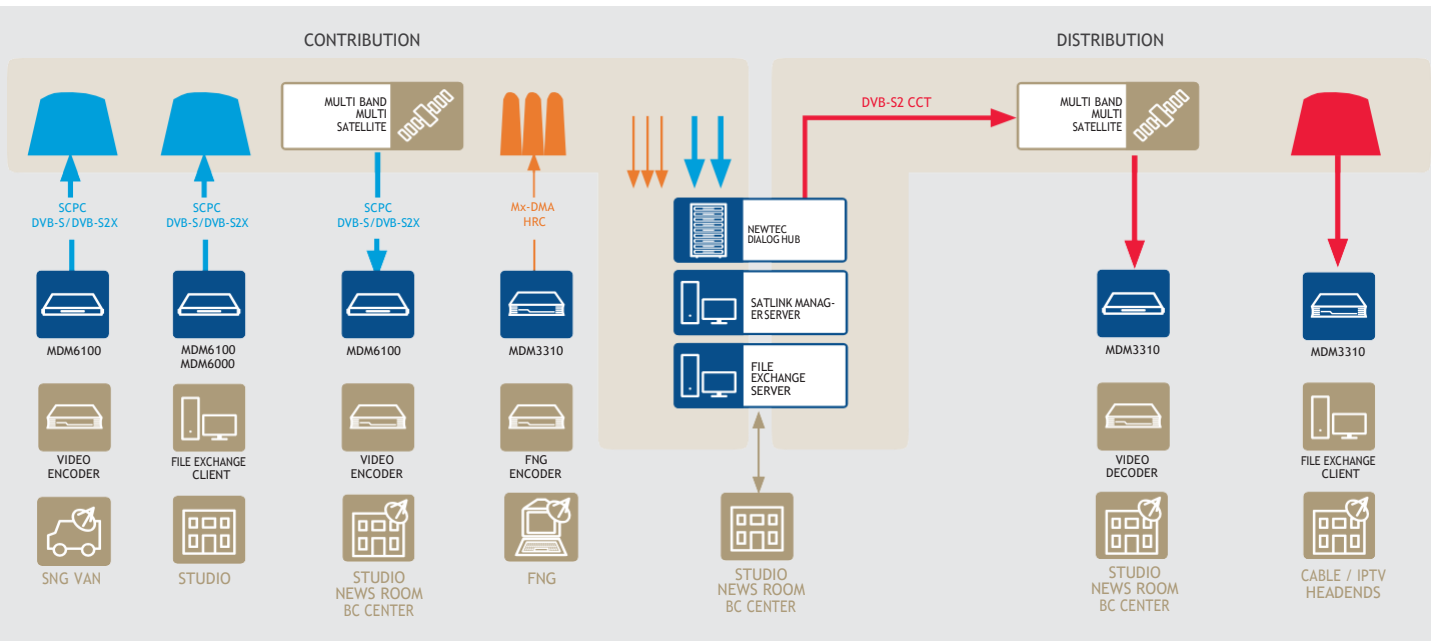 CONTRIBUTION
DISTRIBUTION
MULTI BAND
MULTI
SATELLITE
DVB-S2 CCT
MULTI BAND
MULTI
SATELLITE
SCPC
DVB-S/DVB-S2X
SCPC
DVB-S/DVB-S2X
SCPC
DVB-S/DVB-S2X
Mx-DMA
HRC
NEWTEC
DIALOG HUB
SATLINK MANAG-
ER SERVER
FILE
EXCHANGE
SERVER
MDM6100
MDM6100
MDM6000
MDM6100
MDM3310
MDM3310
MDM3310
VIDEO
ENCODER
FILE EXCHANGE
CLIENT
VIDEO
ENCODER
FNG
ENCODER
VIDEO
DECODER
FILE EXCHANGE
CLIENT
SNG VAN
STUDIO
STUDIO
NEWS ROOM
BC CENTER
FNG
STUDIO
NEWS ROOM
BC CENTER
STUDIO
NEWS ROOM
BC CENTER
CABLE / IPTV
HEADENDS